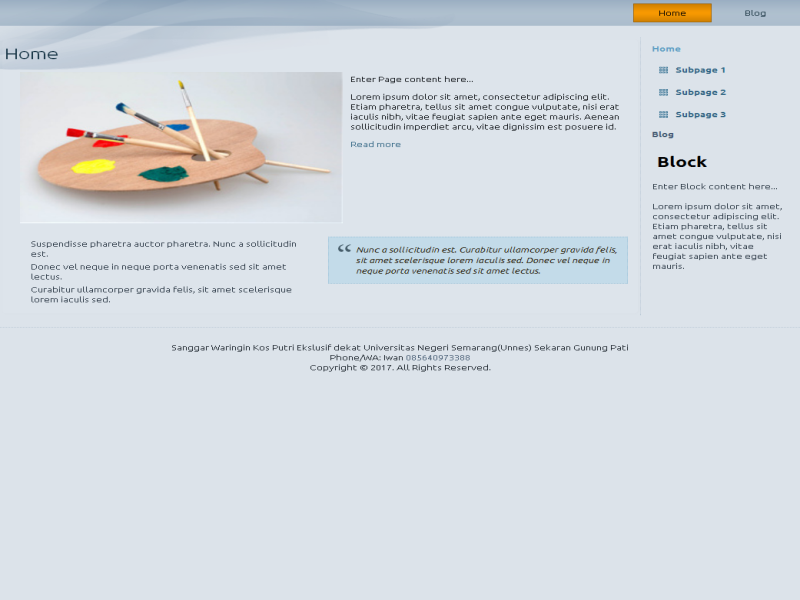 Home
Blog
Home
Enter Page content here...
Lorem ipsum dolor sit amet, consectetur adipiscing elit.
Etiam pharetra, tellus sit amet congue vulputate, nisi erat
iaculis nibh, vitae feugiat sapien ante eget mauris. Aenean
sollicitudin imperdiet arcu, vitae dignissim est posuere id.
Read more
Suspendisse pharetra auctor pharetra. Nunc a sollicitudin
est.
Donec vel neque in neque porta venenatis sed sit amet
lectus.
Curabitur ullamcorper gravida felis, sit amet scelerisque
lorem iaculis sed.
“ Nunc a sollicitudin est. Curabitur ullamcorper gravida felis,
sit amet scelerisque lorem iaculis sed. Donec vel neque in
neque porta venenatis sed sit amet lectus.
Home
Subpage 1
Subpage 2
Subpage 3
Blog
Block
Enter Block content here...
Lorem ipsum dolor sit amet,
consectetur adipiscing elit.
Etiam pharetra, tellus sit
amet congue vulputate, nisi
erat iaculis nibh, vitae
feugiat sapien ante eget
mauris.
Sanggar Waringin Kos Putri Ekslusif dekat Universitas Negeri Semarang(Unnes) Sekaran Gunung Pati
Phone/WA: Iwan 085640973388
Copyright © 2017. All Rights Reserved.